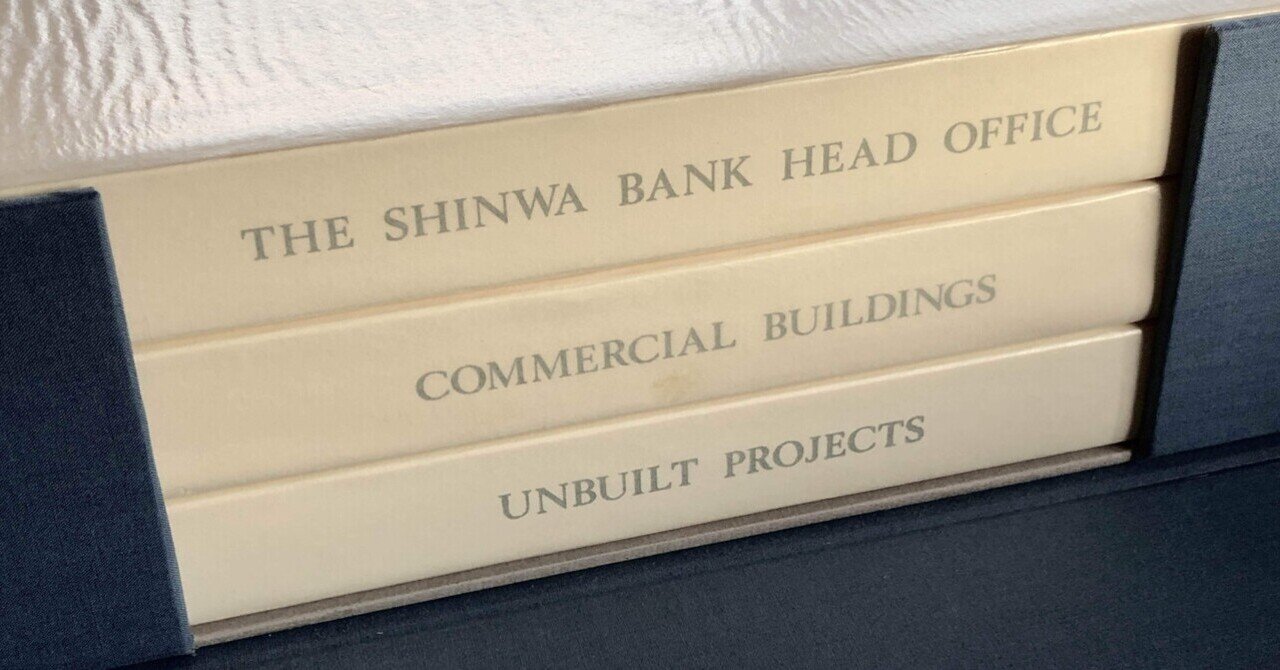 THE SHINWA BANK HEAD OFFICE
COMMERCIAL BUILDINGS
UNBUILT PROJECTS